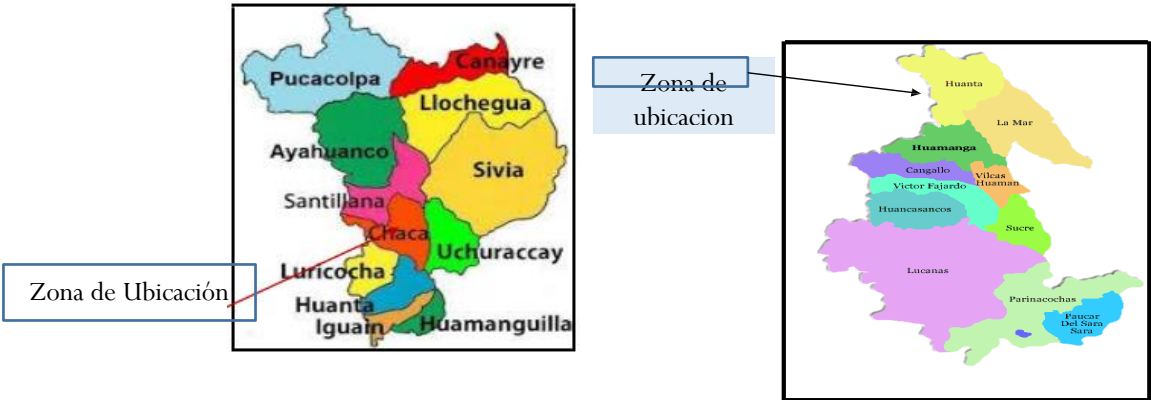 Canayre
Pucacolpa
Llochegua
Ayahuanco
Sivia
Santillana
Chaca
Uchuraccay
Luricocha
Huanta
Iguain
Huamanguilla
Zona de Ubicación
Zona de
ubicacion
Huanta
La Mar
Huamanga
Cangallo
Vilcas
Huaman
Victor Fajardo
Huancasancos
Sucre
Lucanas
Parinacochas
Paucar
Del Sara
Sara